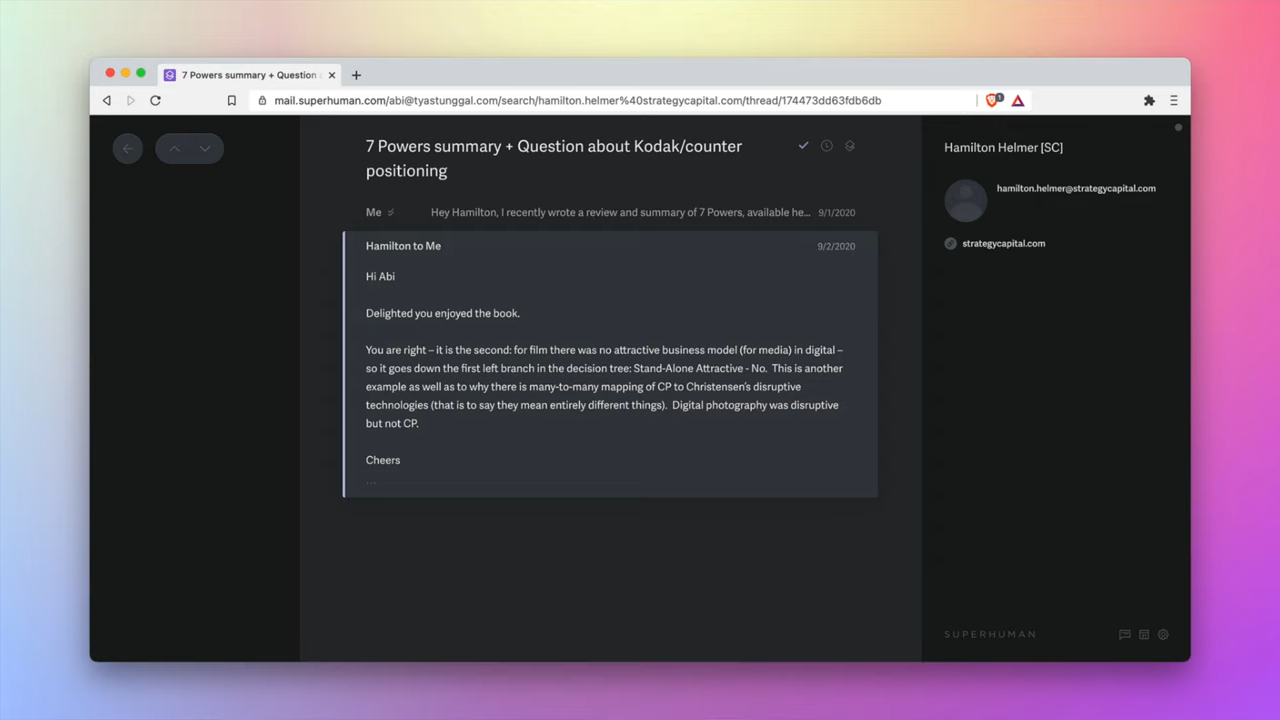 7 Powers summary + Question
mail.superhuman.com/abi@tyastunggal.com/search/hamilton.helmer%40strategycapital.com/thread/174473dd63fdb6db
1
7 Powers summary + Question about Kodak/counter
positioning
Me Hey Hamilton, I recently wrote a review and summary of 7 Powers, available he... 9/1/2020
Hamilton to Me 9/2/2020
Hi Abi
Delighted you enjoyed the book.
You are right – it is the second: for film there was no attractive business model (for media) in digital –
so it goes down the first left branch in the decision tree: Stand-Alone Attractive - No.  This is another
example as well as to why there is many-to-many mapping of CP to Christensen's disruptive
technologies (that is to say they mean entirely different things).  Digital photography was disruptive
but not CP.
Cheers
...
Hamilton Helmer [SC]
hamilton.helmer@strategycapital.com
strategycapital.com
SUPERHUMAN